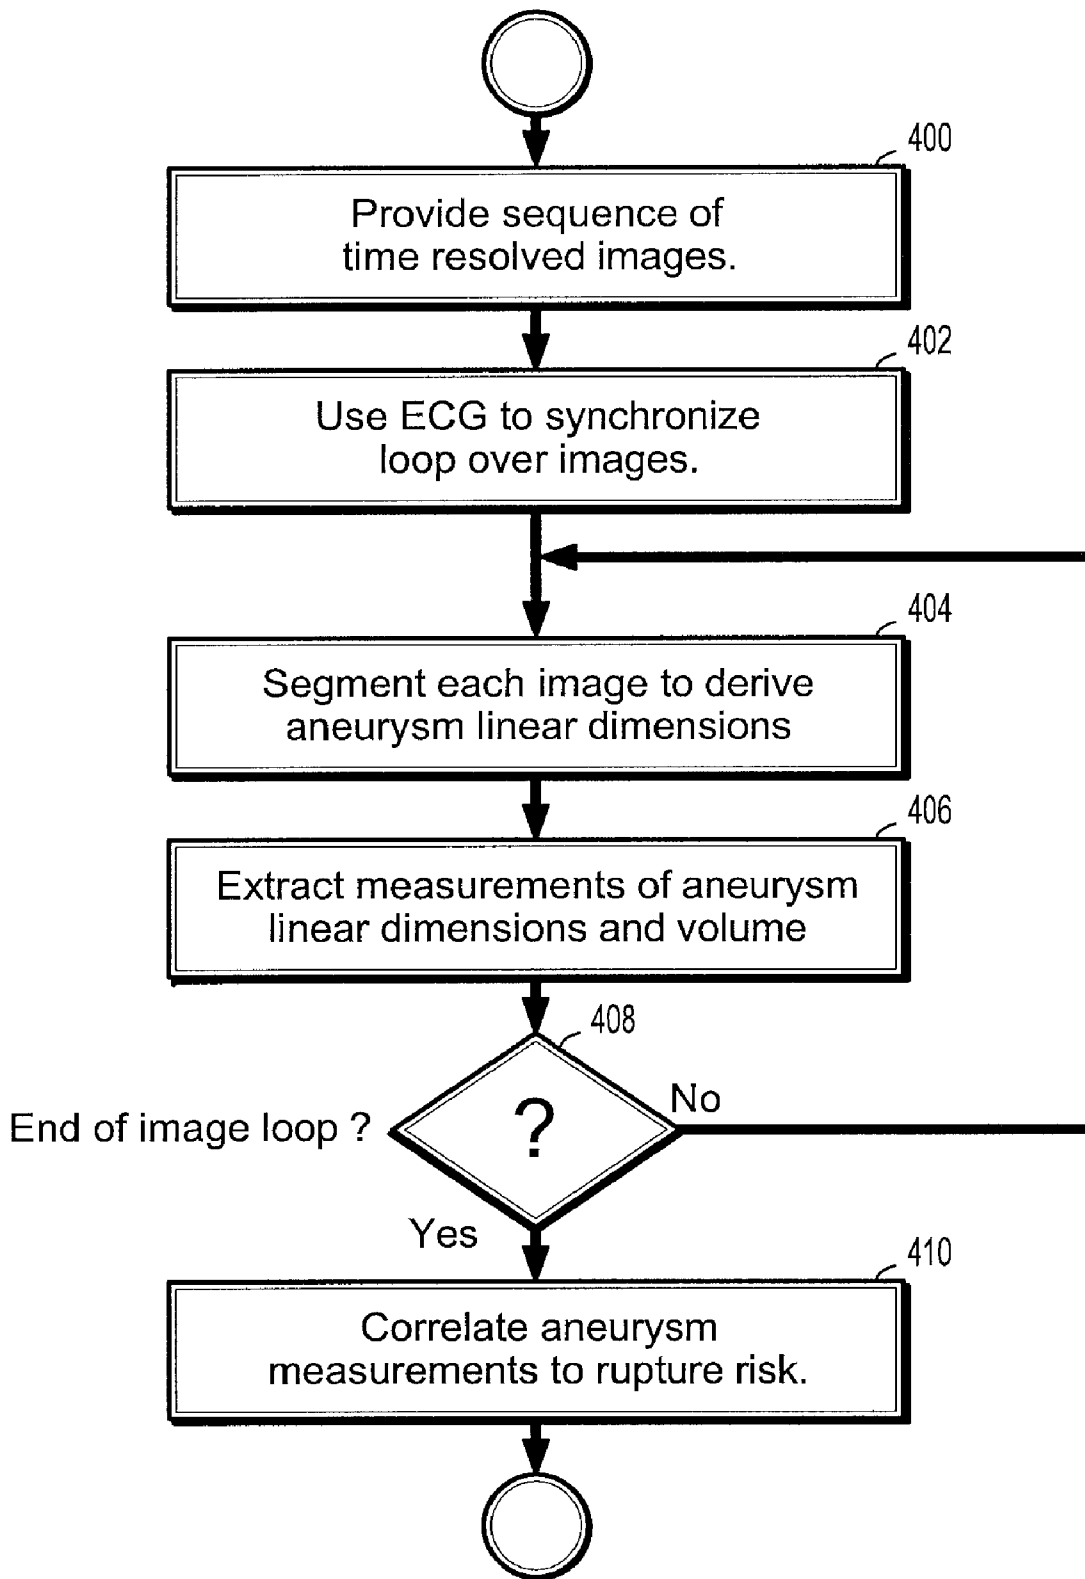 400
Provide sequence of
time resolved images.
402
Use ECG to synchronize
loop over images.
404
Segment each image to derive
aneurysm linear dimensions
406
Extract measurements of aneurysm
linear dimensions and volume
408
End of image loop ?
?
No
Yes
410
Correlate aneurysm
measurements to rupture risk.